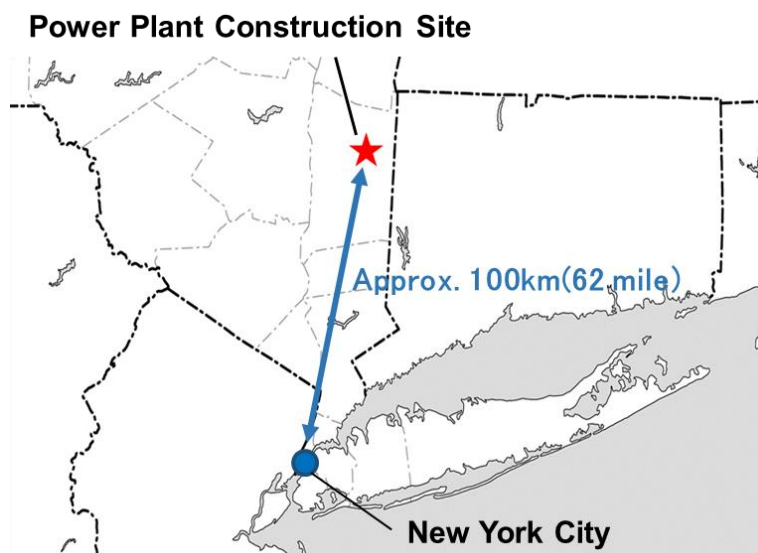 Power Plant Construction Site
Approx. 100km(62 mile)
New York City